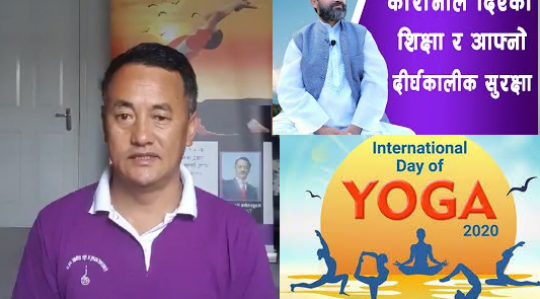 कोरोनाले दिएको
शिक्षा र आफ्नो
दीर्घकालीक सुरक्षा
International
Day of
YOGA
2020